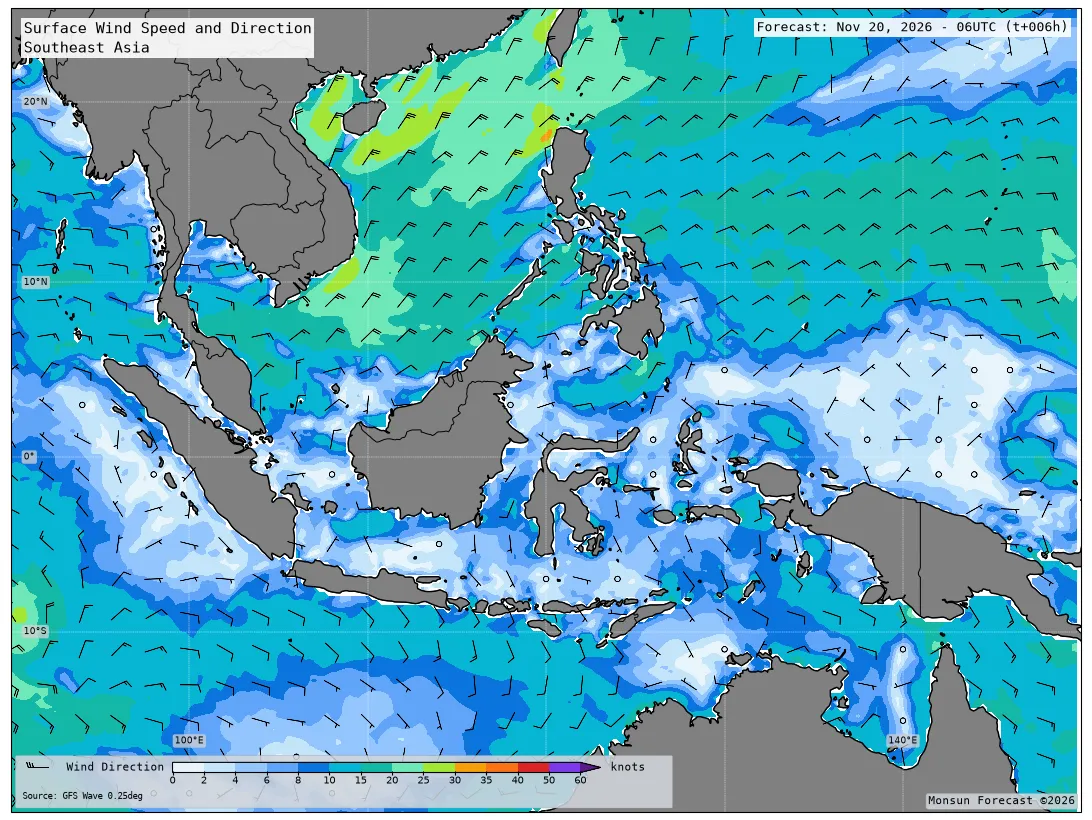 Surface Wind Speed and Direction
Southeast Asia
Forecast: Nov 20, 2026 - 06UTC (t+006h)
20°N
10°N
0°
10°S
100°E
140°E
Wind Direction
0 2 4 6 8 10 15 20 25 30 35 40 50 60
knots
Source: GFS Wave 0.25deg
Monsun Forecast ©2026